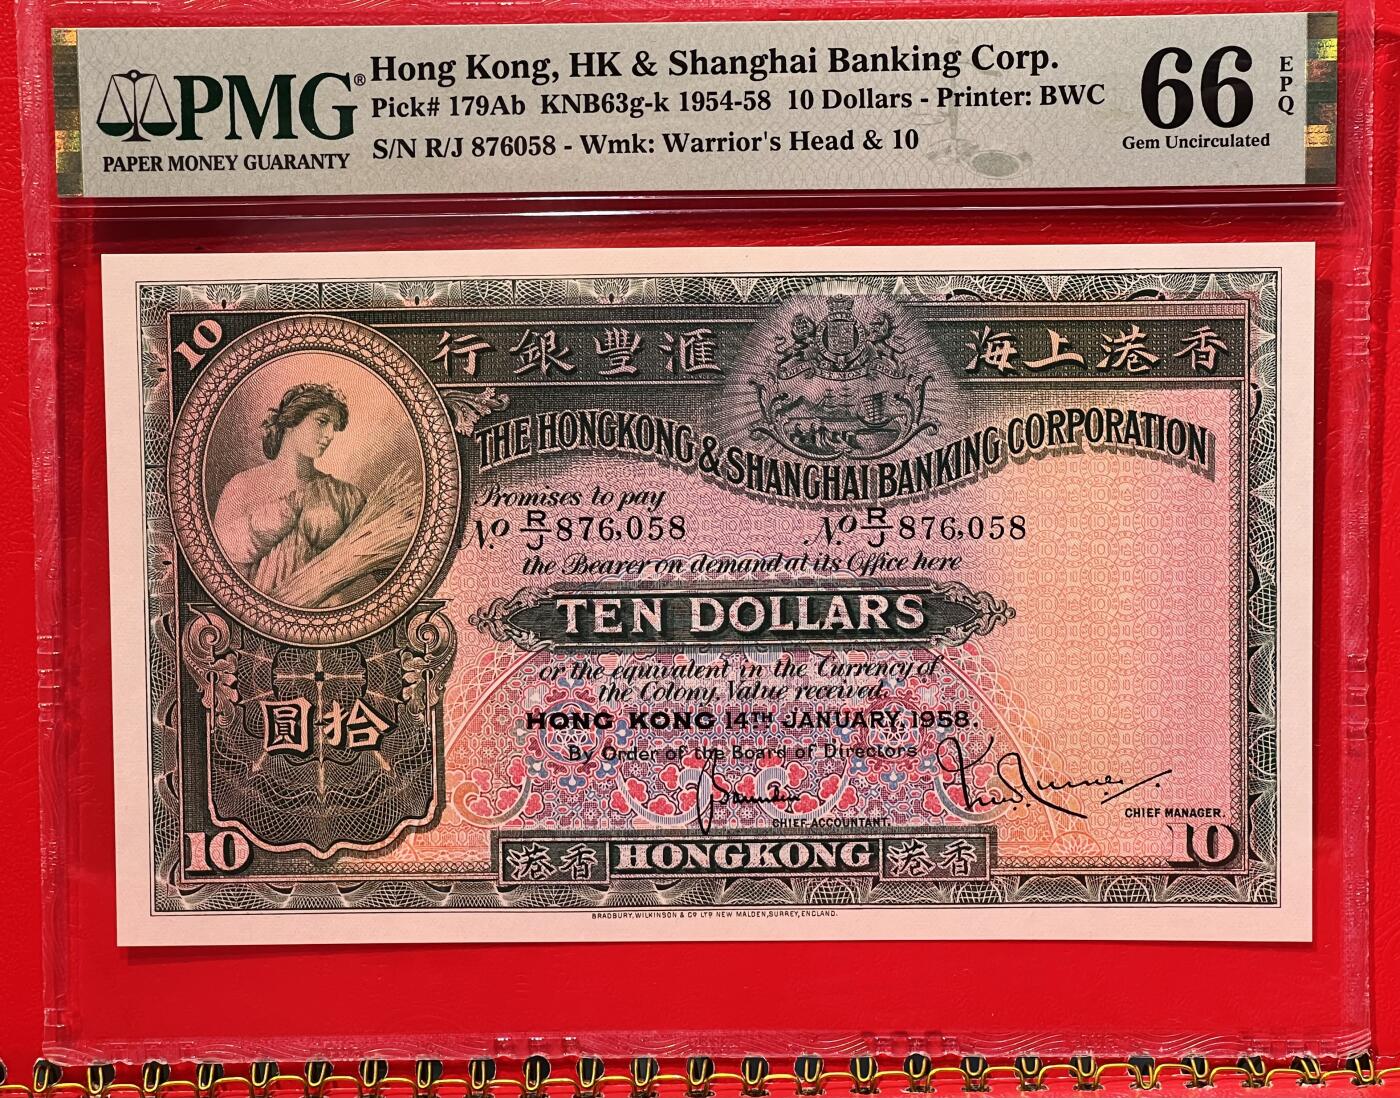 PMG®
PAPER MONEY GUARANTY
Hong Kong, HK & Shanghai Banking Corp.
Pick# 179Ab KNB63g-k 1954-58 10 Dollars - Printer: BWC
S/N R/J 876058 - Wmk: Warrior's Head & 10
66
EPQ
Gem Uncirculated
10
行銀豐滙 海上港香
THE HONGKONG & SHANGHAI BANKING CORPORATION
Promises to pay
No. R/J 876,058 No. R/J 876,058
the Bearer on demand at its Office here
TEN DOLLARS
or the equivalent in the Currency of
the Colony, Value received.
HONG KONG 14TH JANUARY, 1958.
By Order of the Board of Directors
圓拾
CHIEF ACCOUNTANT.
CHIEF MANAGER.
10
10
港香 HONGKONG 港香
BRADBURY, WILKINSON & CO. LTD. NEW MALDEN, SURREY, ENGLAND.